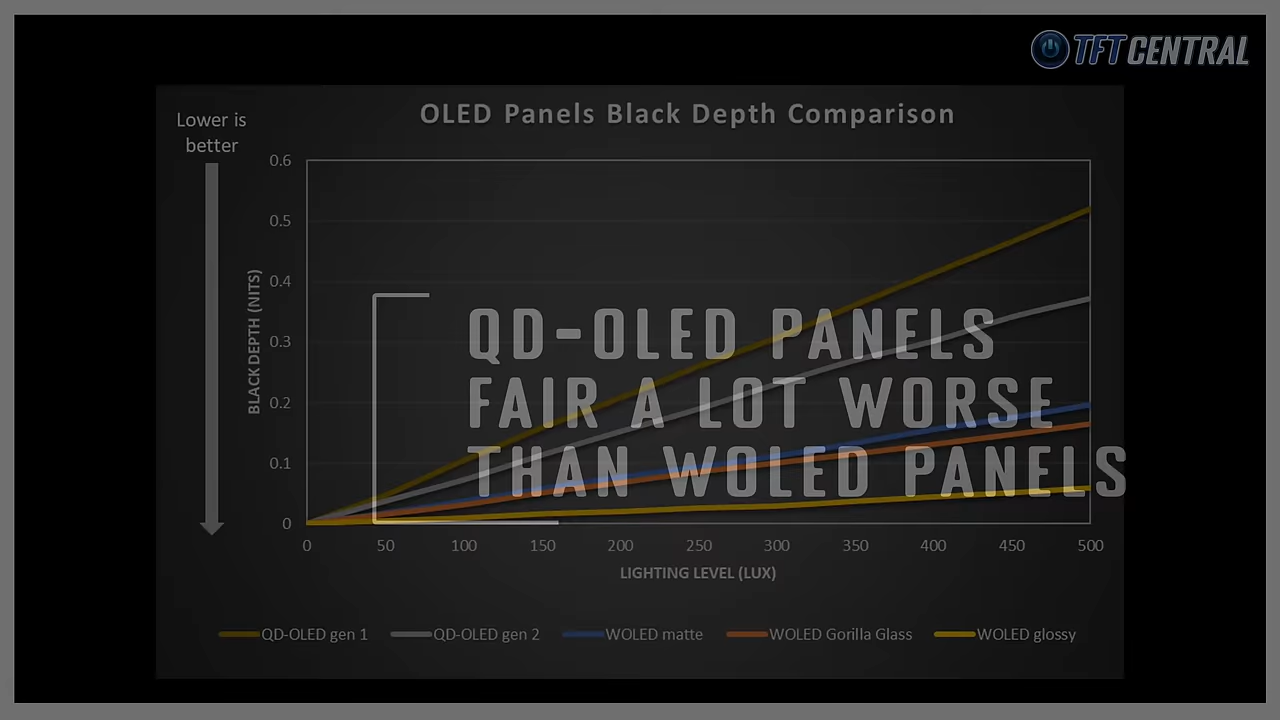 TFTCENTRAL
OLED Panels Black Depth Comparison
Lower is
better
BLACK DEPTH (NITS)
0.6
0.5
0.4
0.3
0.2
0.1
0
QD-OLED PANELS
FAIR A LOT WORSE
THAN WOLED PANELS
0 50 100 150 200 250 300 350 400 450 500
LIGHTING LEVEL (LUX)
QD-OLED gen 1 QD-OLED gen 2 WOLED matte WOLED Gorilla Glass WOLED glossy